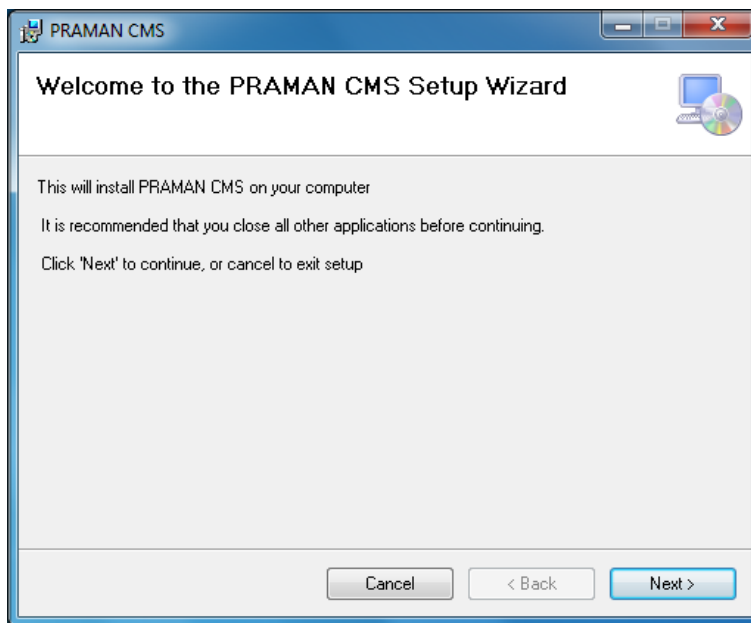 PRAMAN CMS
Welcome to the PRAMAN CMS Setup Wizard
This will install PRAMAN CMS on your computer
It is recommended that you close all other applications before continuing.
Click 'Next' to continue, or cancel to exit setup
Cancel
< Back
Next >